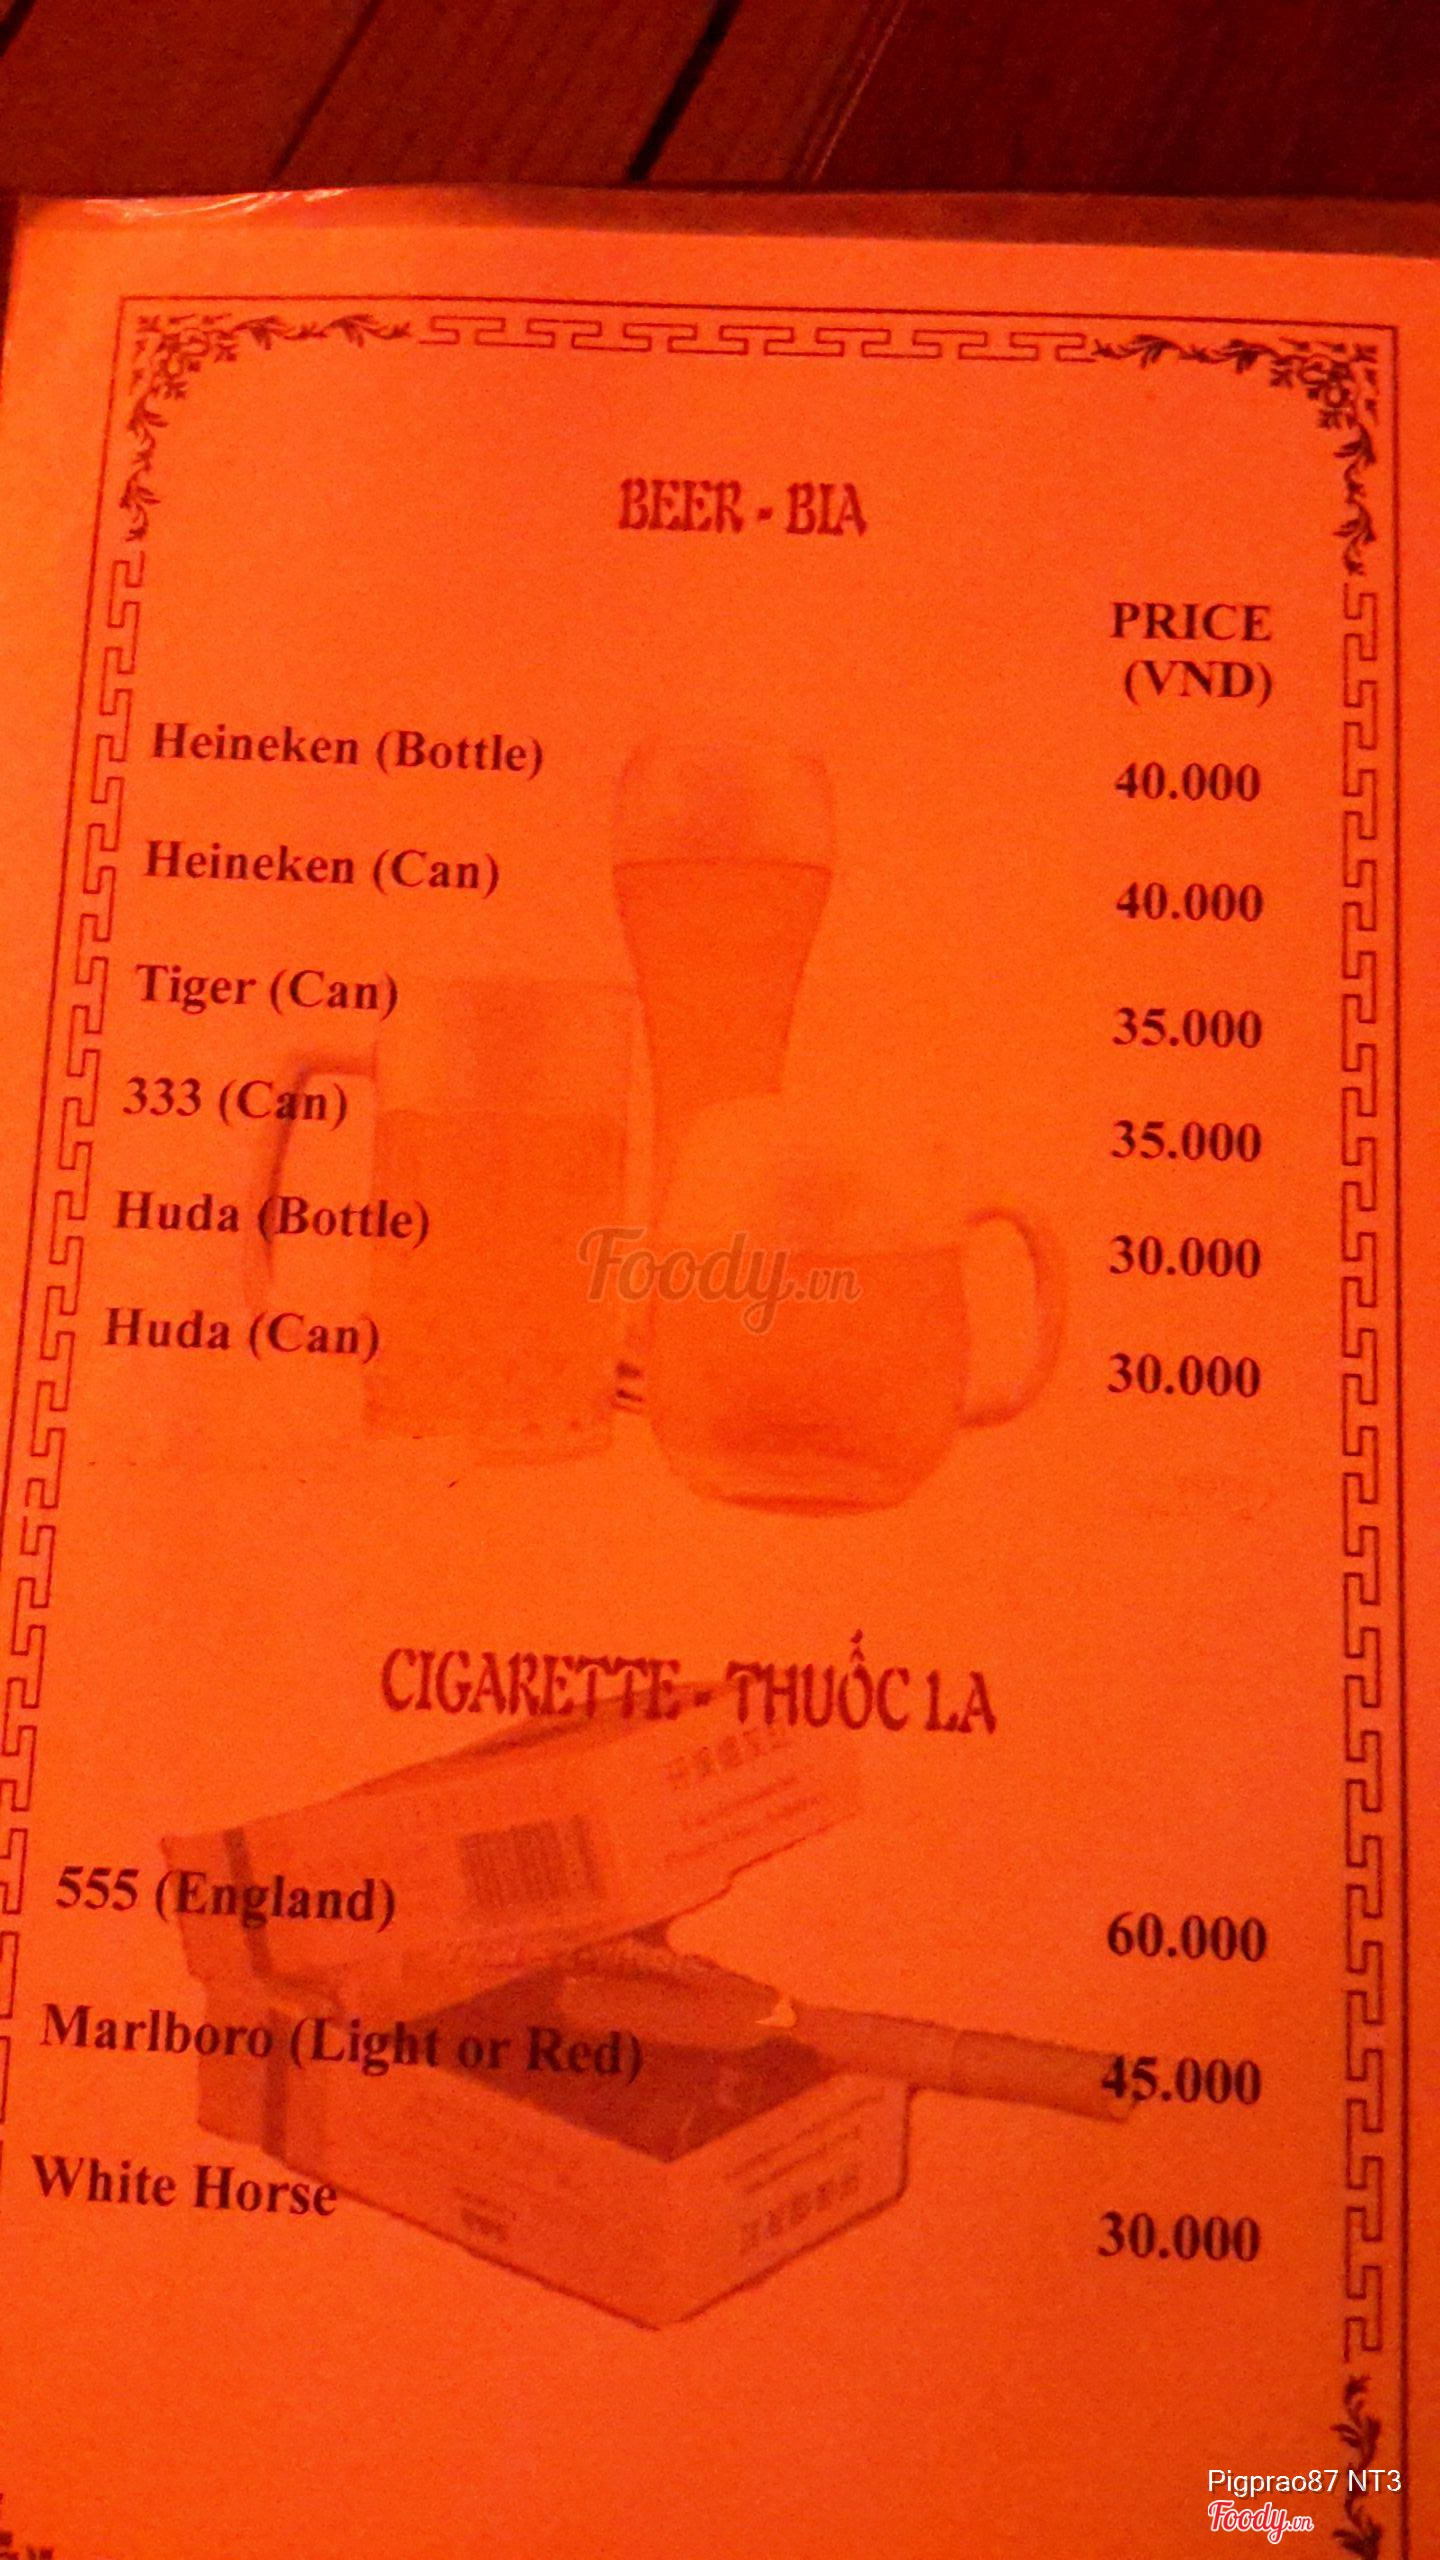 BEER - BIA
PRICE
(VND)
Heineken (Bottle) 40.000
Heineken (Can) 40.000
Tiger (Can) 35.000
333 (Can) 35.000
Huda (Bottle) 30.000
Foody.vn
Huda (Can) 30.000
CIGARETTE - THUỐC LA
555 (England) 60.000
Marlboro (Light or Red) 45.000
White Horse 30.000
Pigprao87 NT3
Foody.vn